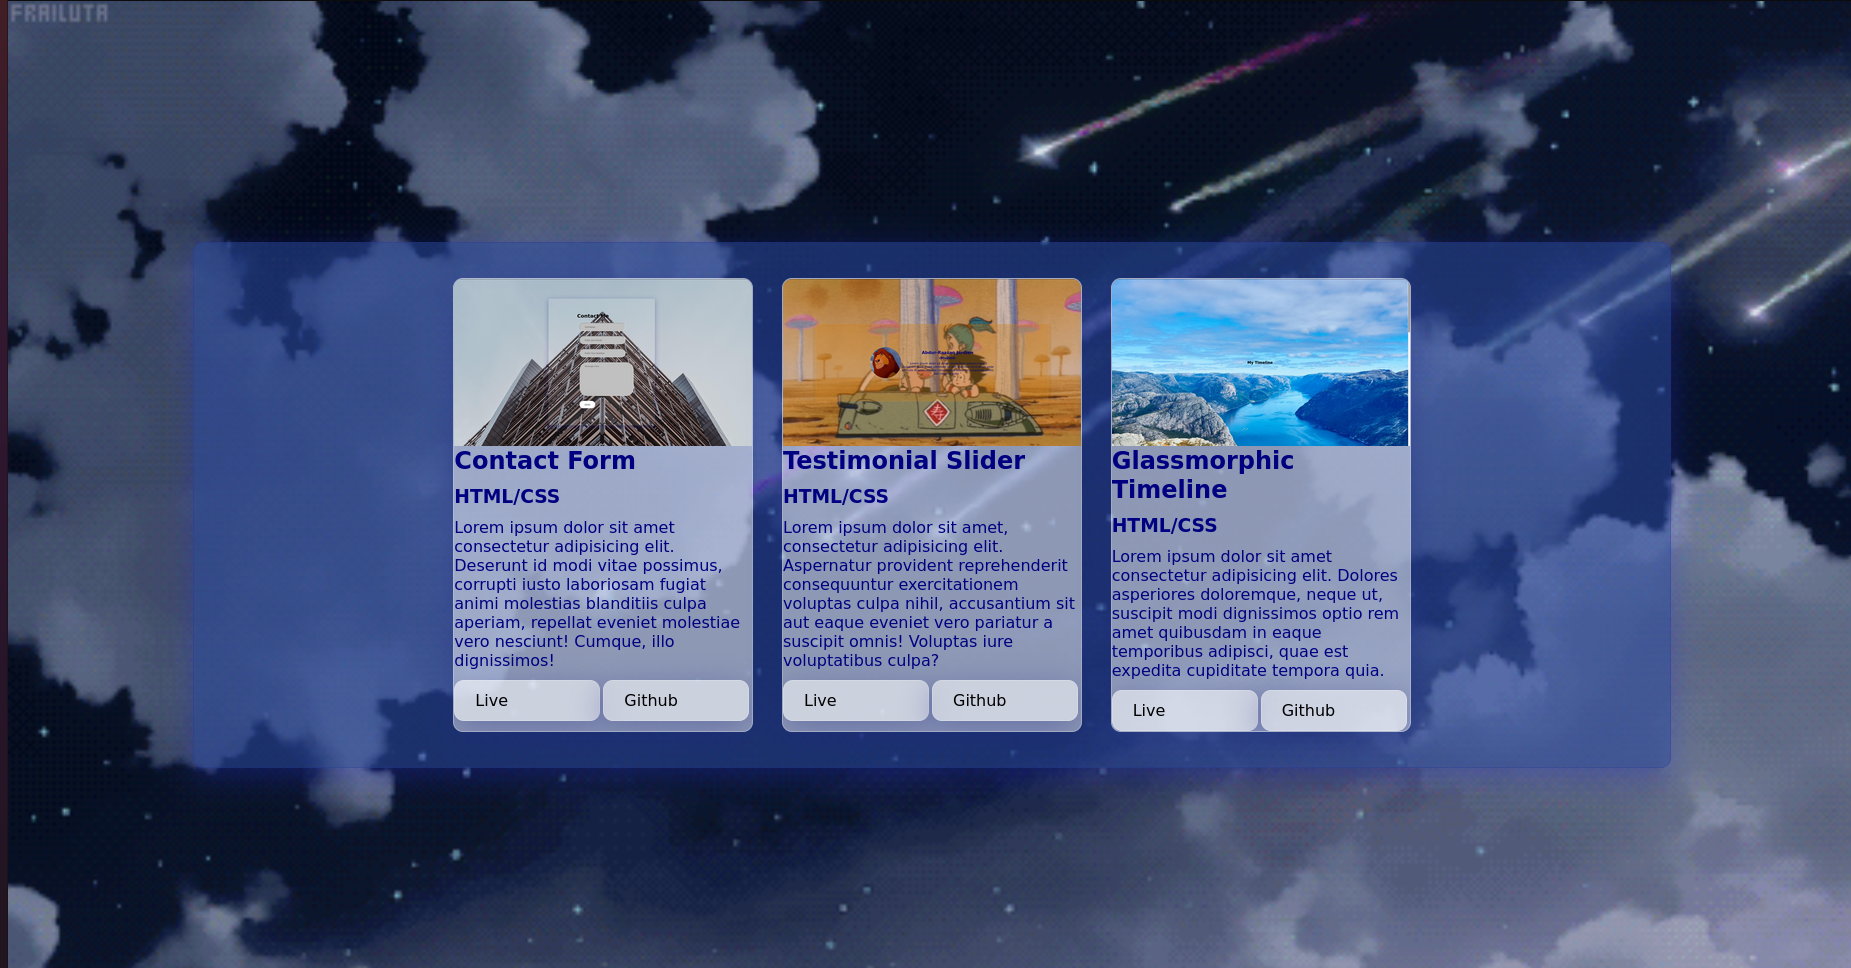 FRAILUTA
Contact Form
HTML/CSS
Lorem ipsum dolor sit amet
consectetur adipisicing elit.
Deserunt id modi vitae possimus,
corrupti iusto laboriosam fugiat
animi molestias blanditiis culpa
aperiam, repellat eveniet molestiae
vero nesciunt! Cumque, illo
dignissimos!
Live Github
Testimonial Slider
HTML/CSS
Lorem ipsum dolor sit amet,
consectetur adipisicing elit.
Aspernatur provident reprehenderit
consequuntur exercitationem
voluptas culpa nihil, accusantium sit
aut eaque eveniet vero pariatur a
suscipit omnis! Voluptas iure
voluptatibus culpa?
Live Github
My Timeline
Glassmorphic
Timeline
HTML/CSS
Lorem ipsum dolor sit amet
consectetur adipisicing elit. Dolores
asperiores doloremque, neque ut,
suscipit modi dignissimos optio rem
amet quibusdam in eaque
temporibus adipisci, quae est
expedita cupiditate tempora quia.
Live Github